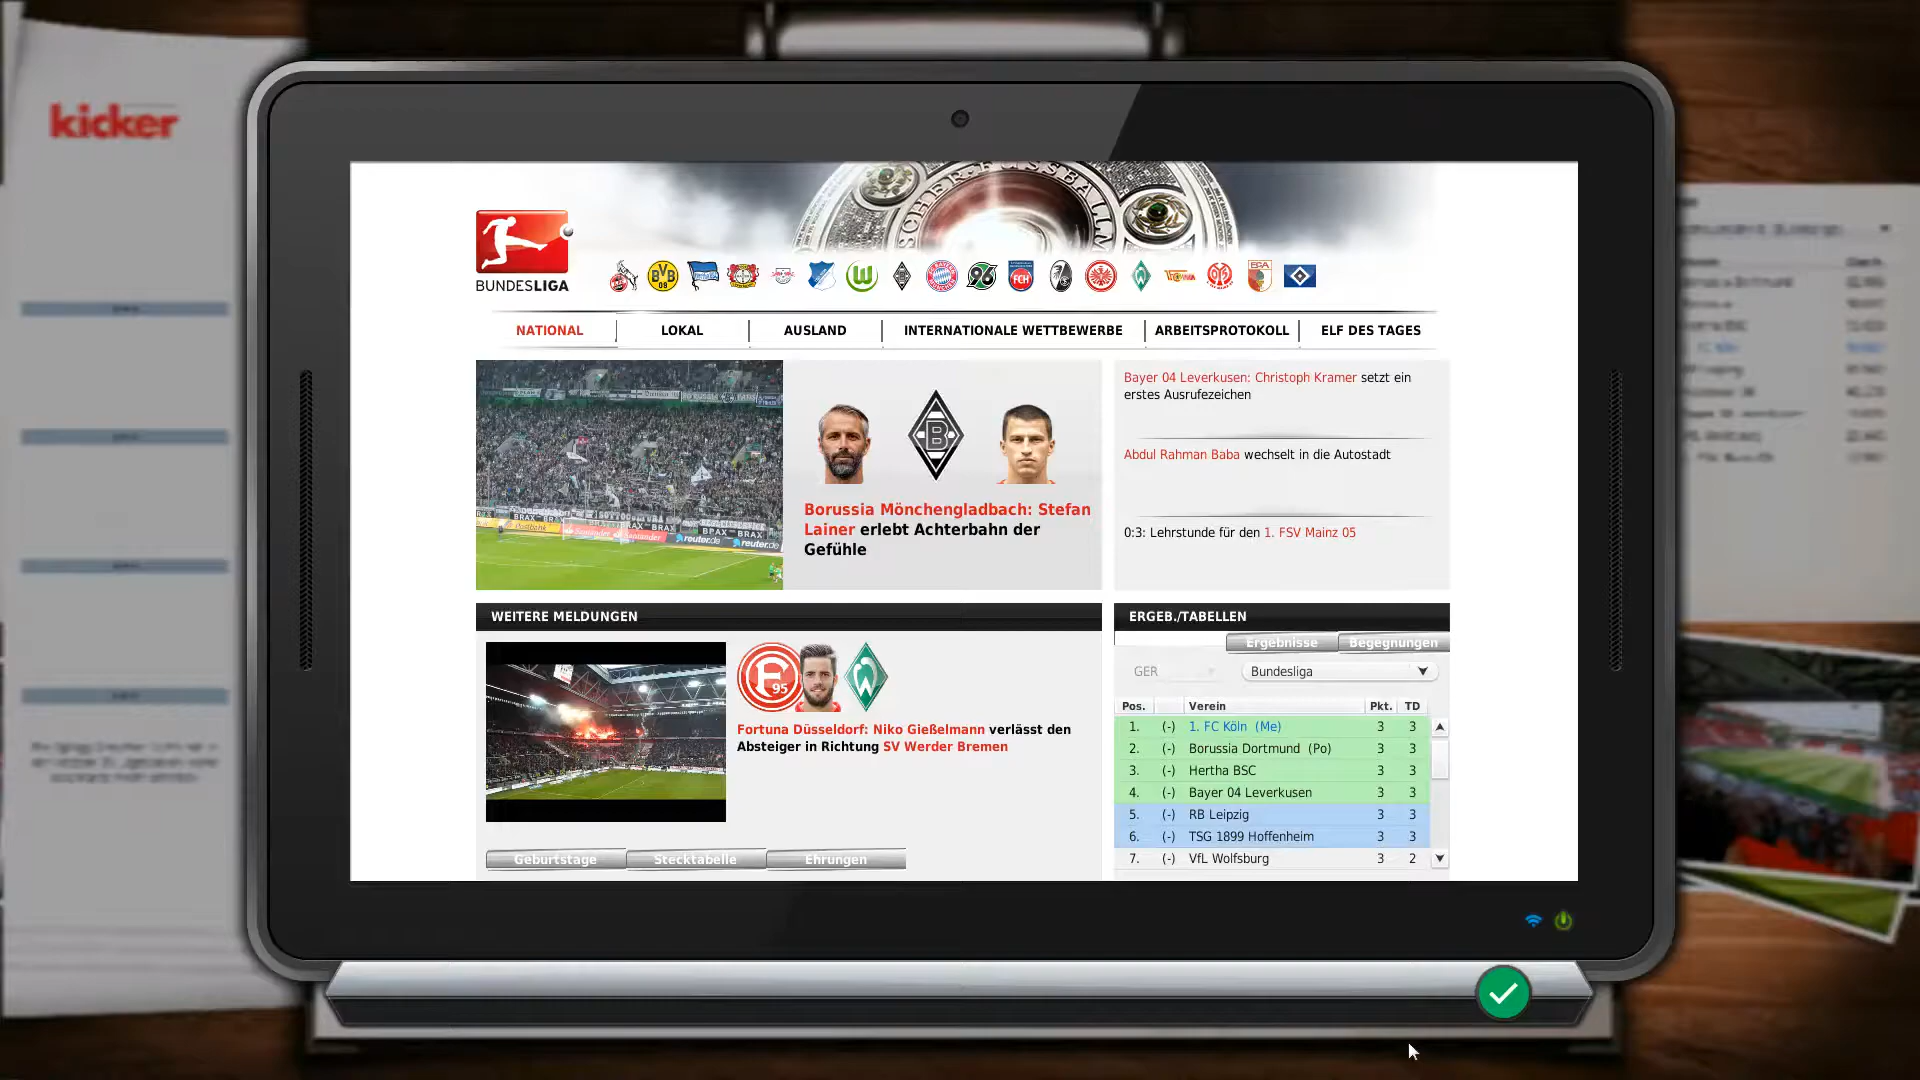 kicker
BUNDESLIGA
NATIONAL
LOKAL
AUSLAND
INTERNATIONALE WETTBEWERBE
ARBEITSPROTOKOLL
ELF DES TAGES
Borussia Mönchengladbach: Stefan
Lainer erlebt Achterbahn der
Gefühle
Bayer 04 Leverkusen: Christoph Kramer setzt ein
erstes Ausrufezeichen
Abdul Rahman Baba wechselt in die Autostadt
0:3: Lehrstunde für den 1. FSV Mainz 05
WEITERE MELDUNGEN
Fortuna Düsseldorf: Niko Gießelmann verlässt den
Absteiger in Richtung SV Werder Bremen
Geburtstage
Stecktabelle
Ehrungen
ERGEB./TABELLEN
Ergebnisse
Begegnungen
GER
Bundesliga
Pos. Verein Pkt. TD
1. (-) 1. FC Köln (Me) 3 3
2. (-) Borussia Dortmund (Po) 3 3
3. (-) Hertha BSC 3 3
4. (-) Bayer 04 Leverkusen 3 3
5. (-) RB Leipzig 3 3
6. (-) TSG 1899 Hoffenheim 3 3
7. (-) VfL Wolfsburg 3 2